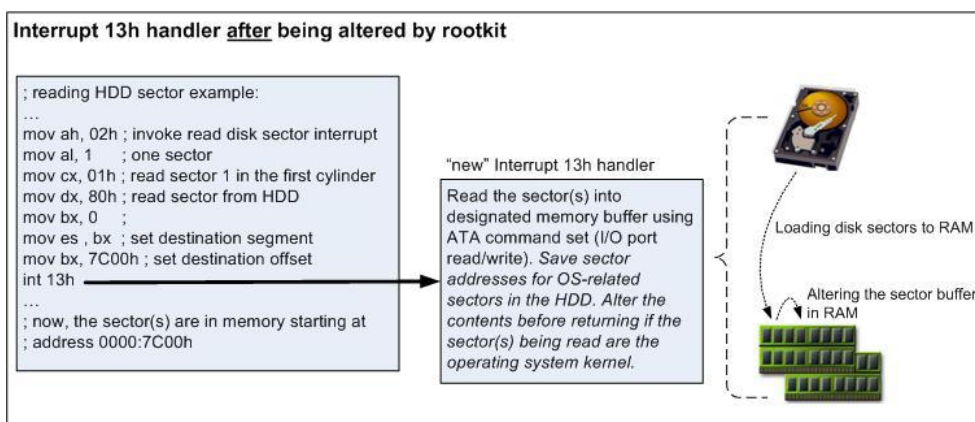 Interrupt 13h handler after being altered by rootkit
; reading HDD sector example:
...
mov ah, 02h ; invoke read disk sector interrupt
mov al, 1 ; one sector
mov cx, 01h ; read sector 1 in the first cylinder
mov dx, 80h ; read sector from HDD
mov bx, 0 ;
mov es , bx ; set destination segment
mov bx, 7C00h ; set destination offset
int 13h
...
; now, the sector(s) are in memory starting at
; address 0000:7C00h
“new” Interrupt 13h handler
Read the sector(s) into
designated memory buffer using
ATA command set (I/O port
read/write). Save sector
addresses for OS-related
sectors in the HDD. Alter the
contents before returning if the
sector(s) being read are the
operating system kernel.
Loading disk sectors to RAM
Altering the sector buffer
in RAM